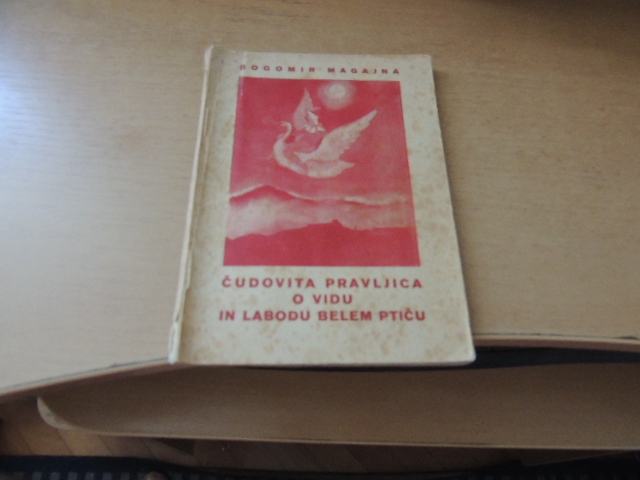 BOGOMIR MAGAJNA
ČUDOVITA PRAVLJICA
O VIDU
IN LABODU BELEM PTIČU